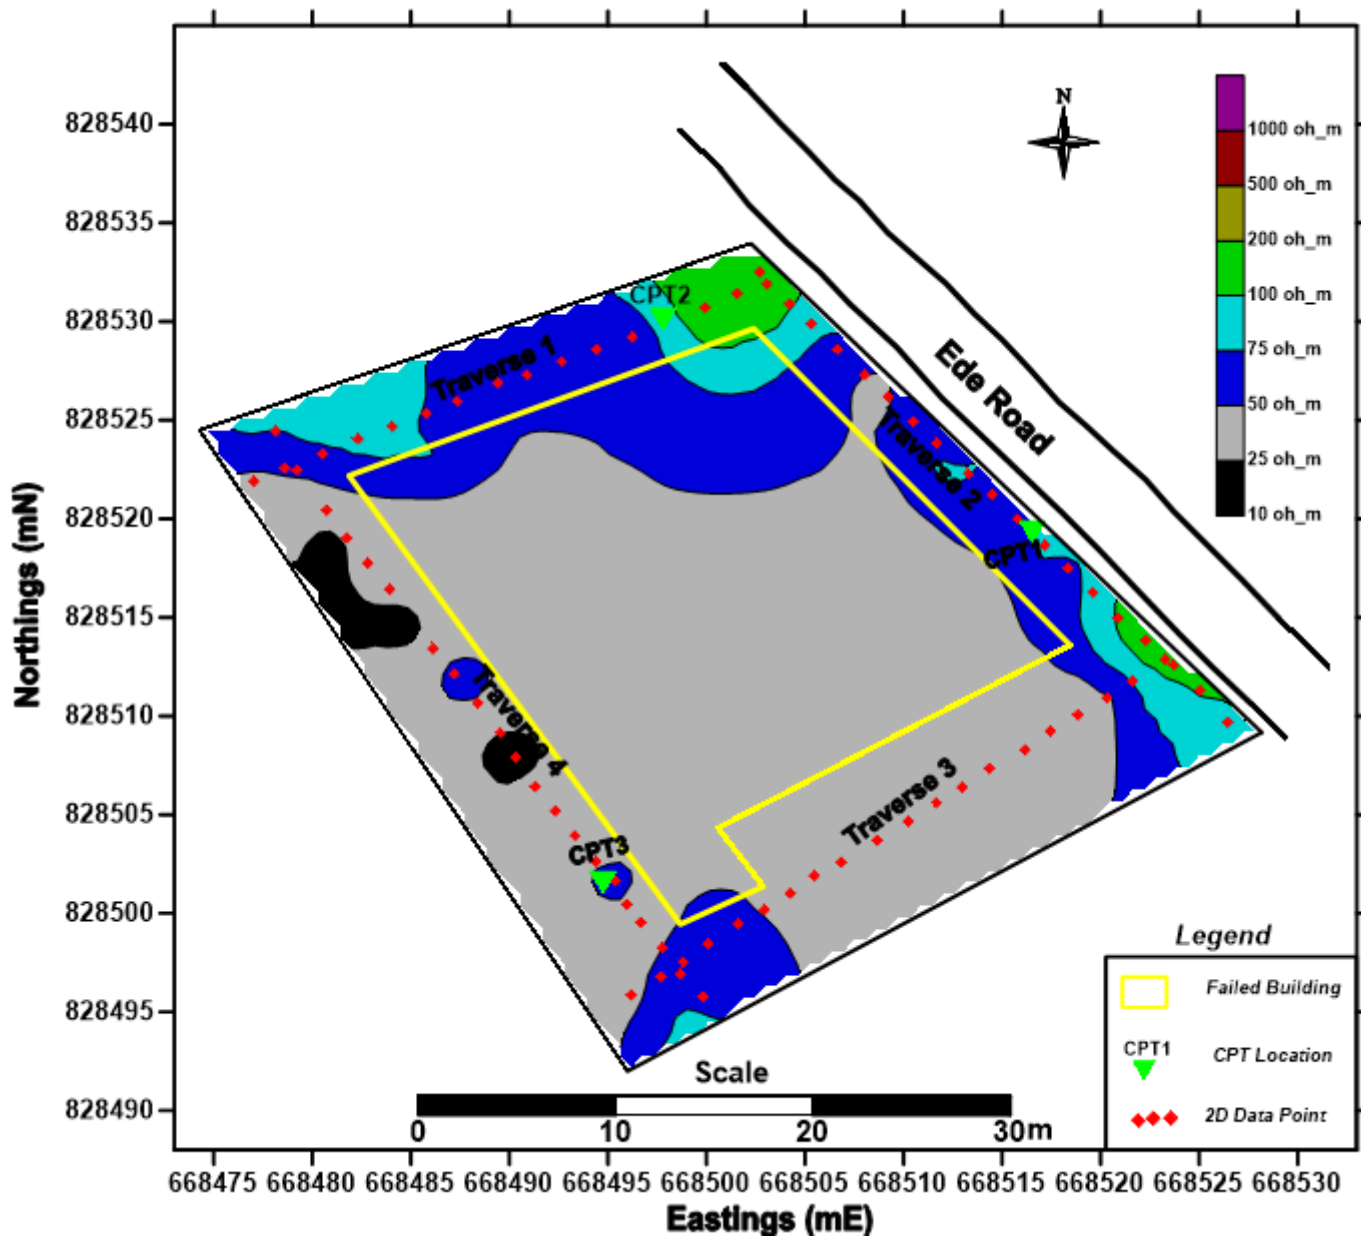 N
1000 oh_m
500 oh_m
200 oh_m
100 oh_m
75 oh_m
50 oh_m
25 oh_m
10 oh_m
828540
828535
828530
828525
828520
828515
828510
828505
828500
828495
828490
Northings (mN)
CPT2
Traverse 1
Ede Road
Traverse 2
CPT1
Traverse 4
Traverse 3
CPT3
Scale
0 10 20 30m
Legend
Failed Building
CPT1 CPT Location
2D Data Point
668475 668480 668485 668490 668495 668500 668505 668510 668515 668520 668525 668530
Eastings (mE)